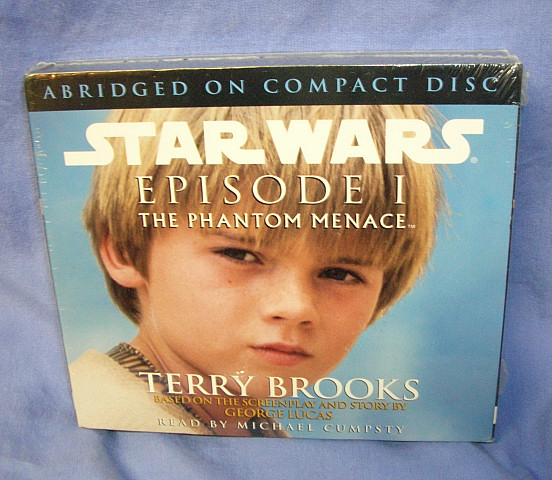 ABRIDGED ON COMPACT DISC
STAR WARS®
EPISODE I
THE PHANTOM MENACE™
TERRY BROOKS
BASED ON THE SCREENPLAY AND STORY BY
GEORGE LUCAS
READ BY MICHAEL CUMPSTY